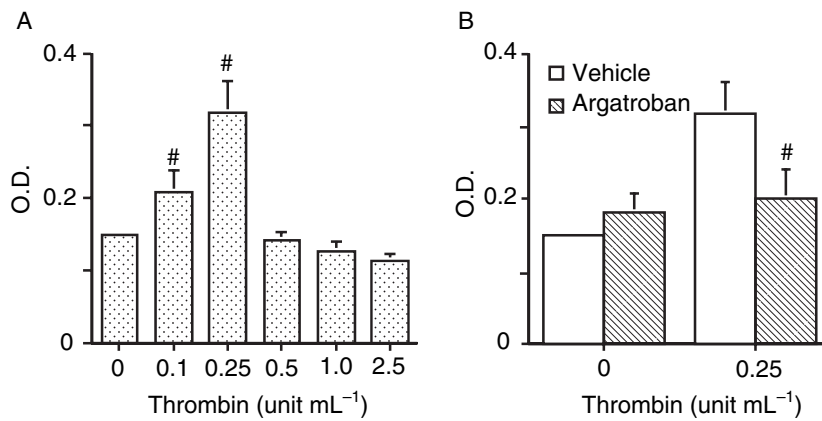 A
0.4
0.2
0
O.D.
#
#
0
0.1
0.25
0.5
1.0
2.5
Thrombin (unit mL⁻¹)
B
0.4
0.2
0
O.D.
Vehicle
Argatroban
#
0
0.25
Thrombin (unit mL⁻¹)